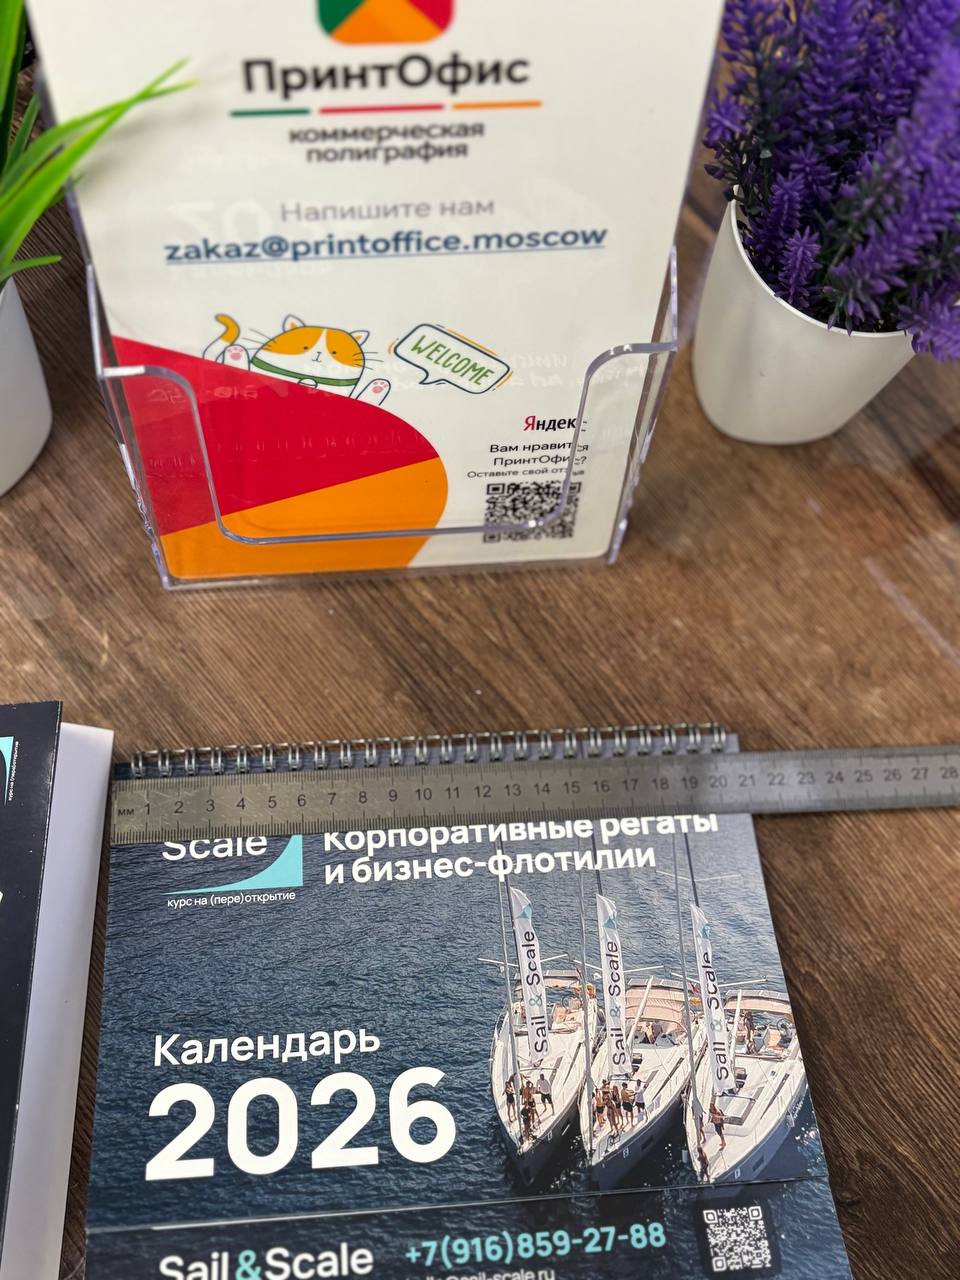 ПринтОфис
коммерческая
полиграфия
Напишите нам
zakaz@printoffice.moscow
WELCOME
Яндекс
Вам нравится
ПринтОфис?
Оставьте свой отзыв
мм 1 2 3 4 5 6 7 8 9 10 11 12 13 14 15 16 17 18 19 20 21 22 23 24 25 26 27 28
Scale
курс на (пере)открытие
Корпоративные регаты
и бизнес-флотилии
Sail & Scale
Sail & Scale
Sail & Scale
Календарь
2026
Sail&Scale
+7(916)859-27-88